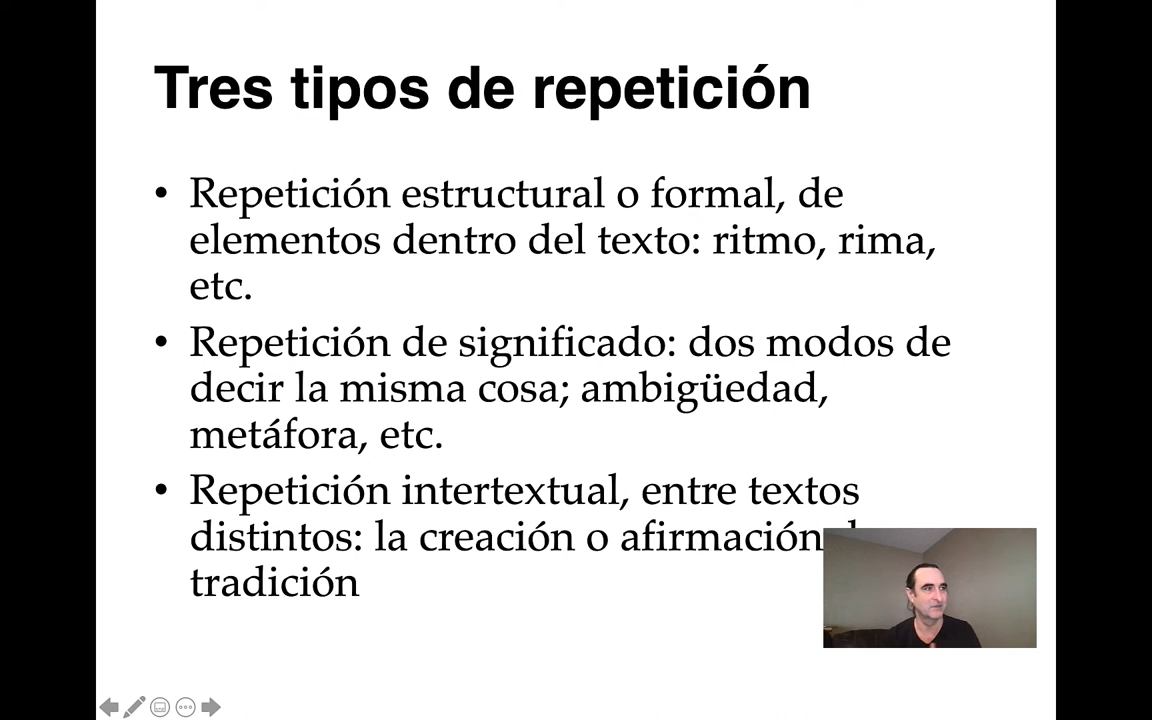 Tres tipos de repetición
• Repetición estructural o formal, de
elementos dentro del texto: ritmo, rima,
etc.
• Repetición de significado: dos modos de
decir la misma cosa; ambigüedad,
metáfora, etc.
• Repetición intertextual, entre textos
distintos: la creación o afirmación
tradición